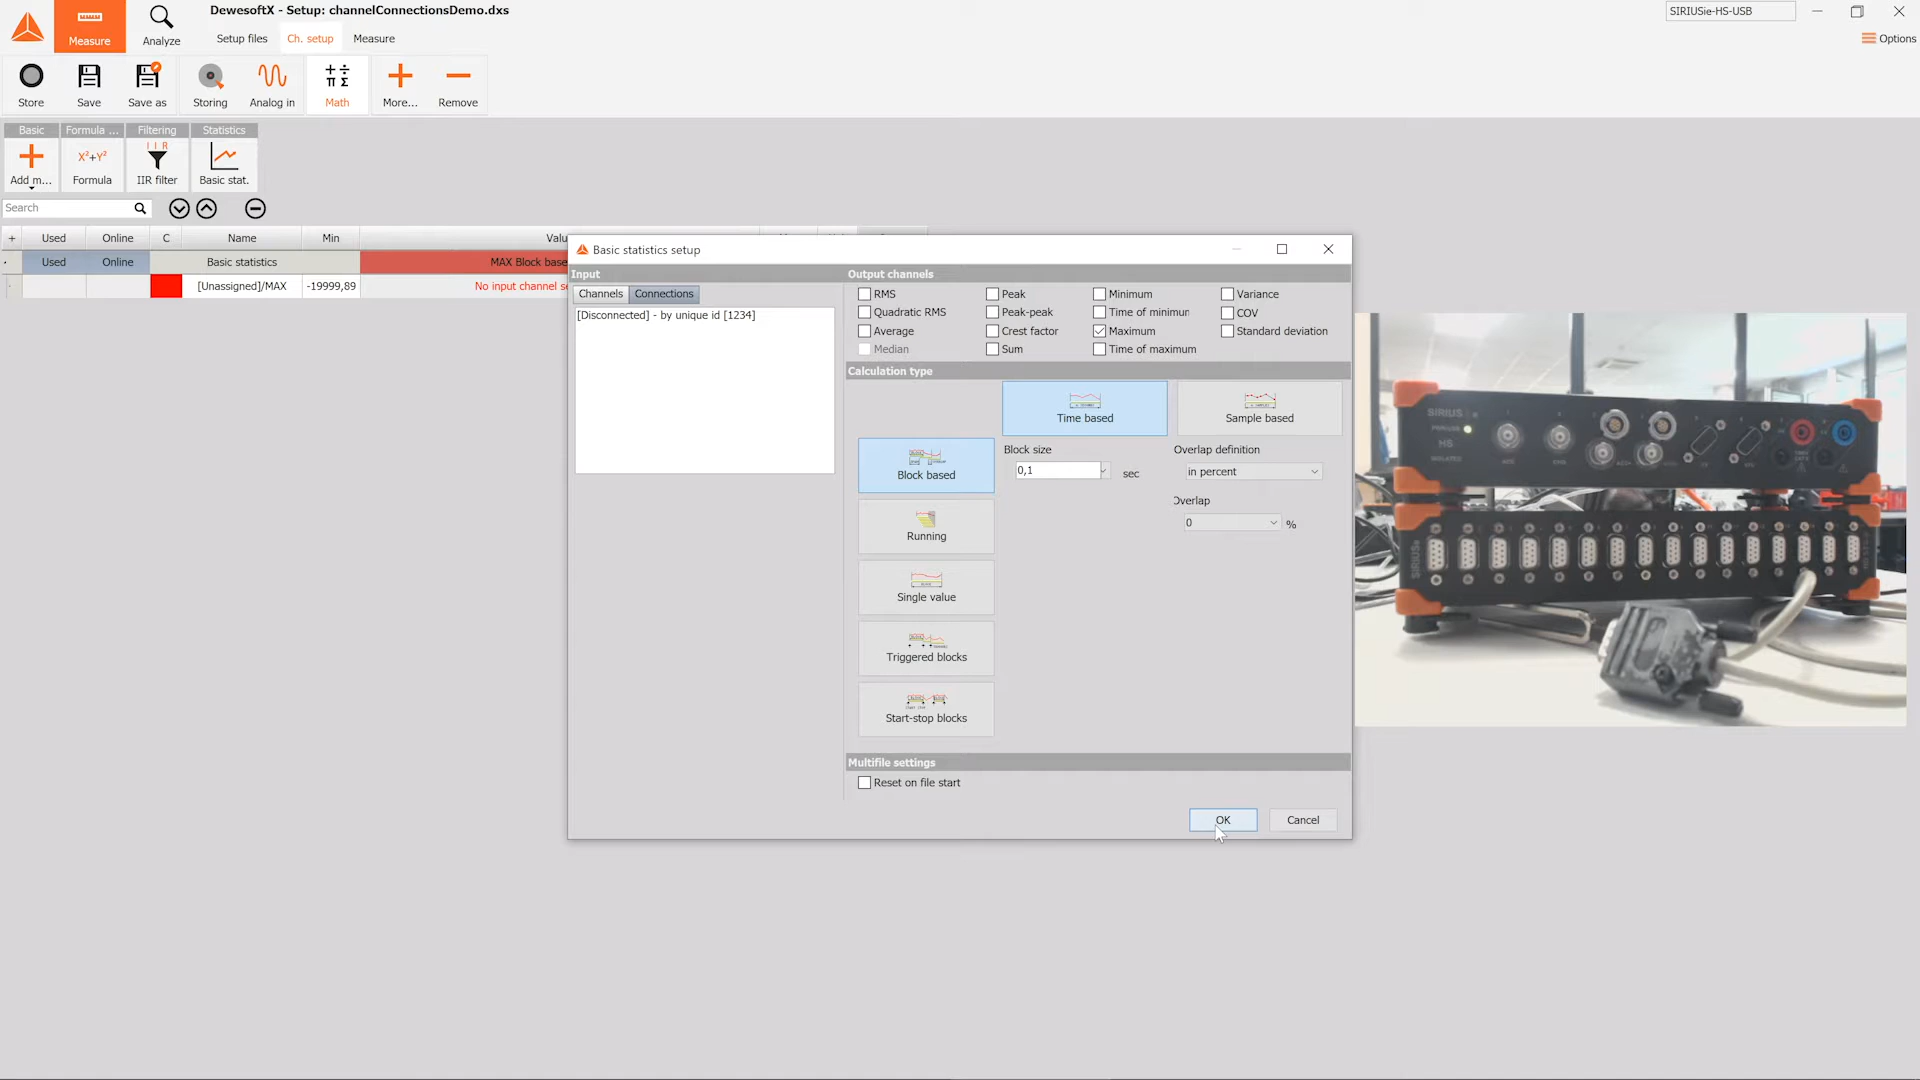 DewesoftX - Setup: channelConnectionsDemo.dxs
SIRIUSie-HS-USB
Measure
Analyze
Setup files
Ch. setup
Measure
Options
Store
Save
Save as
Storing
Analog in
Math
More...
Remove
Basic
Formula ...
Filtering
Statistics
Add m...
X²+Y²
Formula
I I R
IIR filter
Basic stat.
Search
+ Used Online C Name Min
Used Online Basic statistics MAX Block base
[Unassigned]/MAX -19999,89 No input channel se
Basic statistics setup
Input
Channels Connections
[Disconnected] - by unique id [1234]
Output channels
RMS Peak Minimum Variance
Quadratic RMS Peak-peak Time of minimun COV
Average Crest factor Maximum Standard deviation
Median Sum Time of maximum
Calculation type
Time based
Sample based
Block based
Running
Single value
Triggered blocks
Start-stop blocks
Block size
0,1 sec
Overlap definition
in percent
Overlap
0 %
Multifile settings
Reset on file start
OK Cancel
SIRIUS
HS
ISOLATED